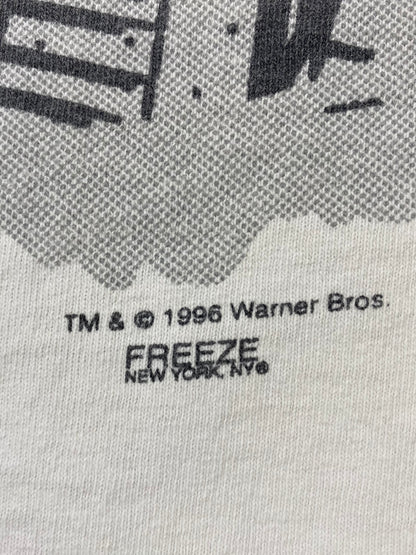 TM & © 1996 Warner Bros.
FREEZE
NEW YORK, NY®